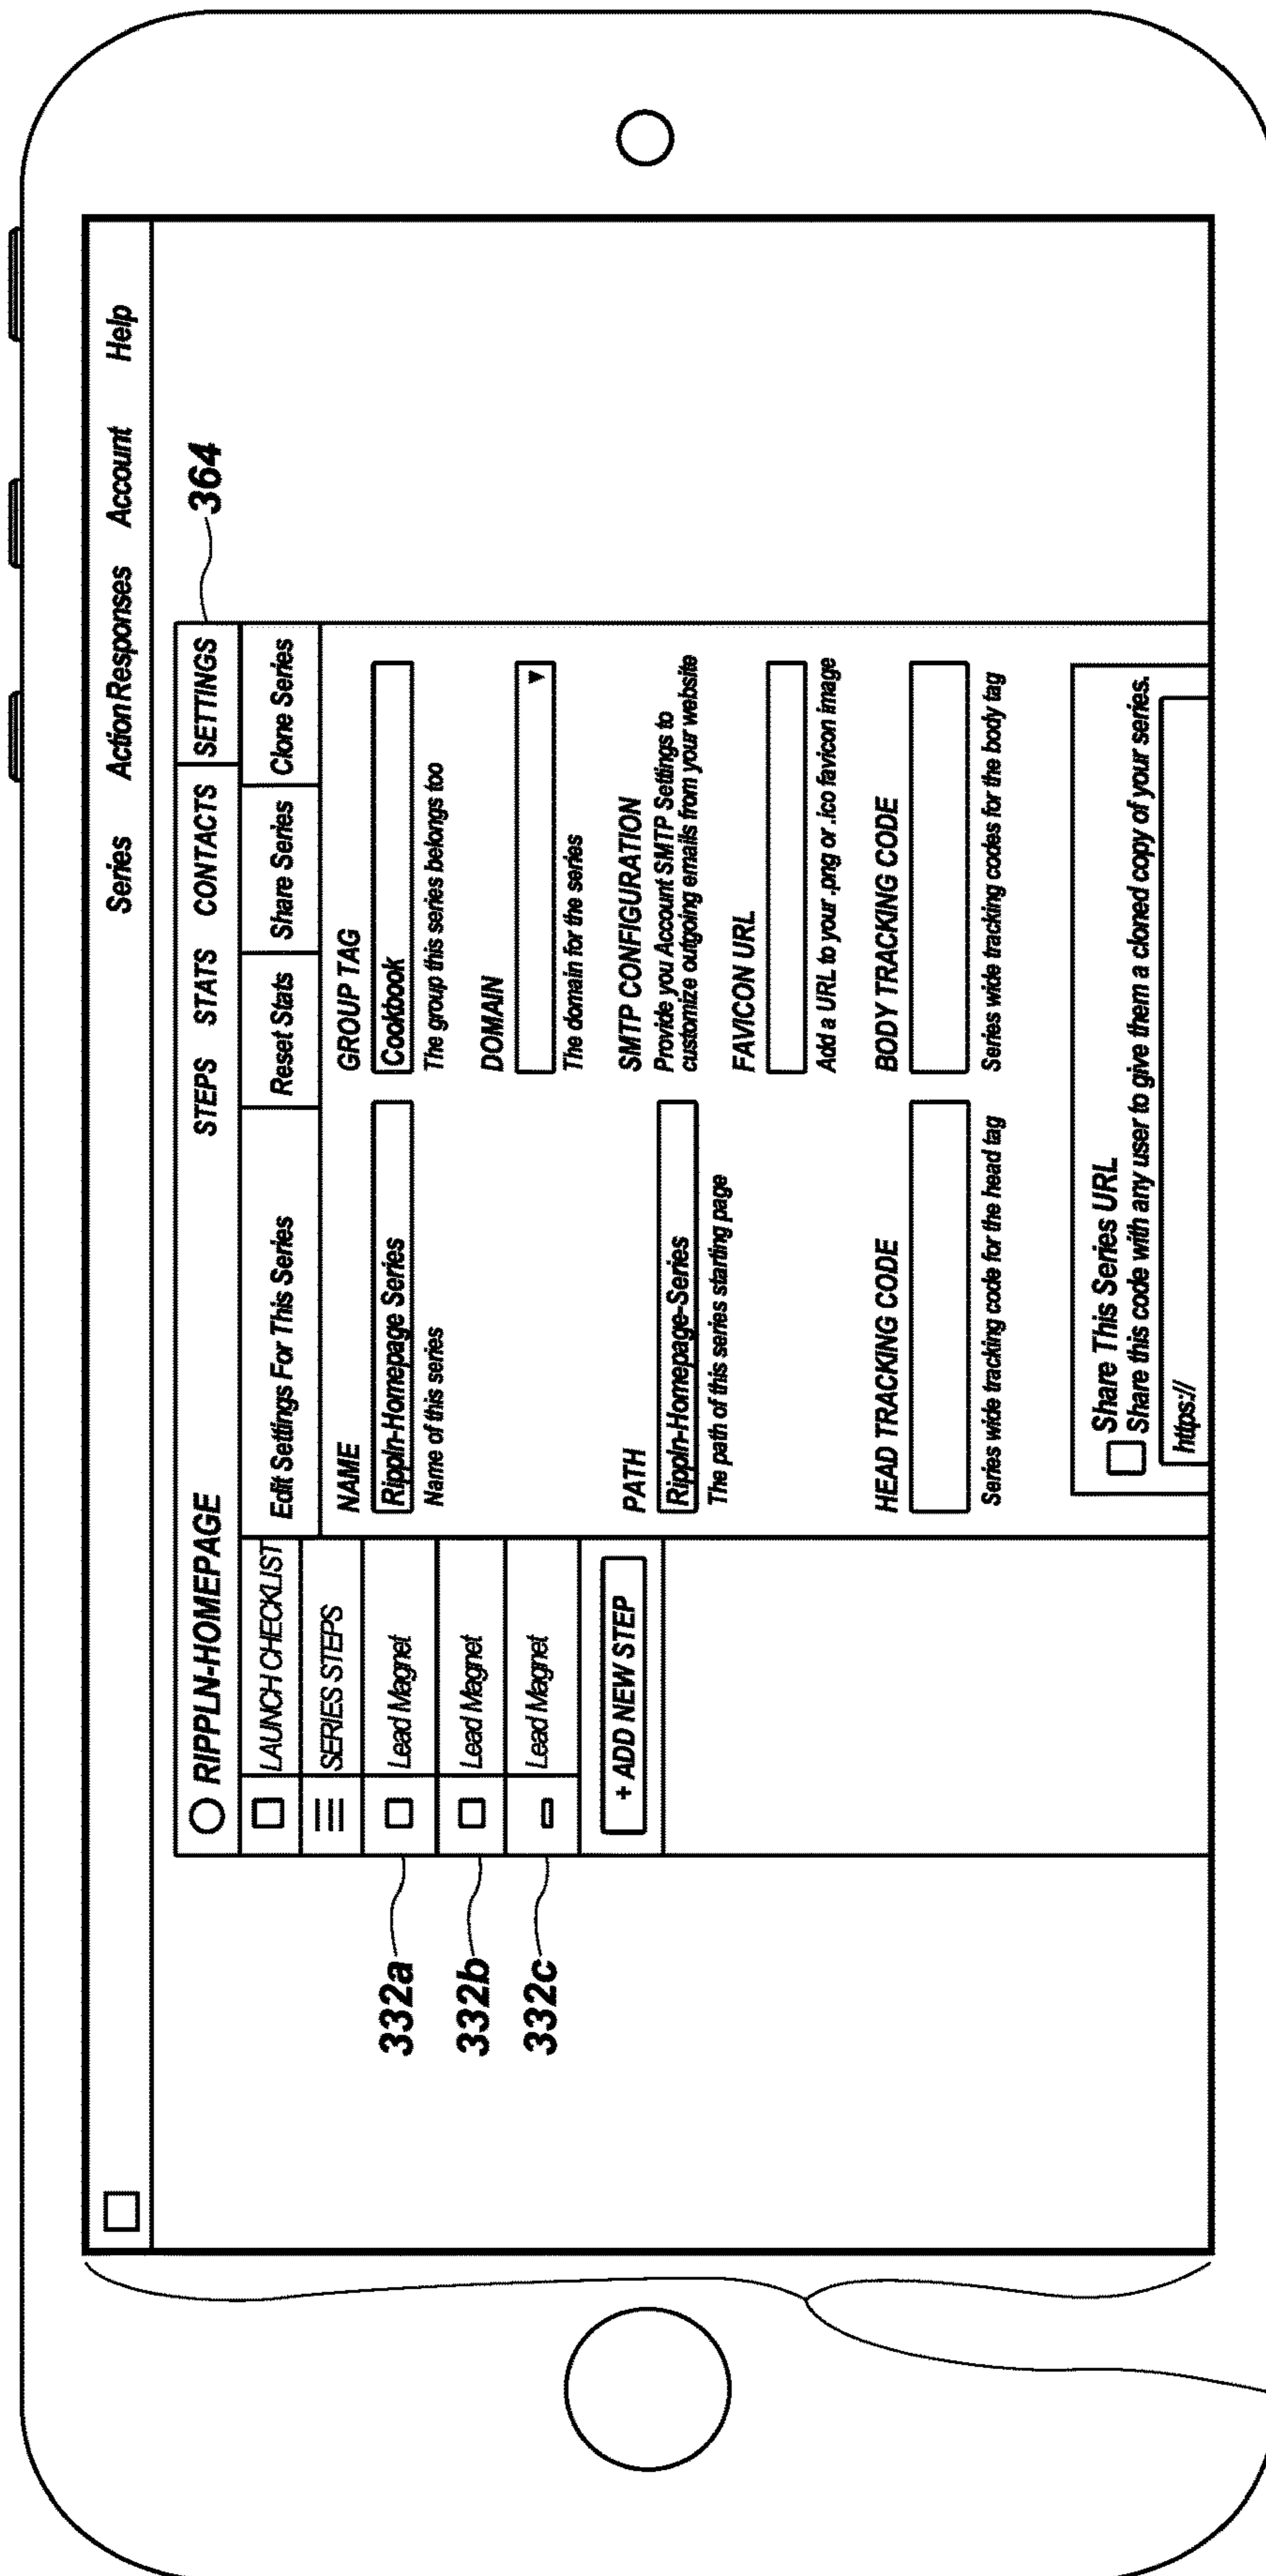 Series Action Responses Account Help
364
RIPPLN-HOMEPAGE STEPS STATS CONTACTS SETTINGS
LAUNCH CHECKLIST
Edit Settings For This Series Reset Stats Share Series Clone Series
SERIES STEPS
332a Lead Magnet
332b Lead Magnet
332c Lead Magnet
+ ADD NEW STEP
NAME
Rippln-Homepage Series
Name of this series
GROUP TAG
Cookbook
The group this series belongs too
DOMAIN
The domain for the series
PATH
Rippln-Homepage-Series
The path of this series starting page
SMTP CONFIGURATION
Provide you Account SMTP Settings to
customize outgoing emails from your website
FAVICON URL
Add a URL to your .png or .ico favicon image
HEAD TRACKING CODE
Series wide tracking code for the head tag
BODY TRACKING CODE
Series wide tracking codes for the body tag
Share This Series URL
Share this code with any user to give them a cloned copy of your series.
https://